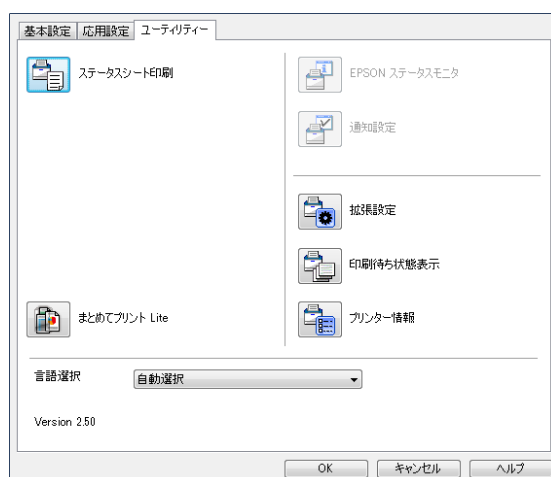 基本設定 応用設定 ユーティリティー
ステータスシート印刷
EPSON ステータスモニタ
通知設定
拡張設定
印刷待ち状態表示
まとめてプリント Lite
プリンター情報
言語選択 自動選択
Version 2.50
OK キャンセル ヘルプ